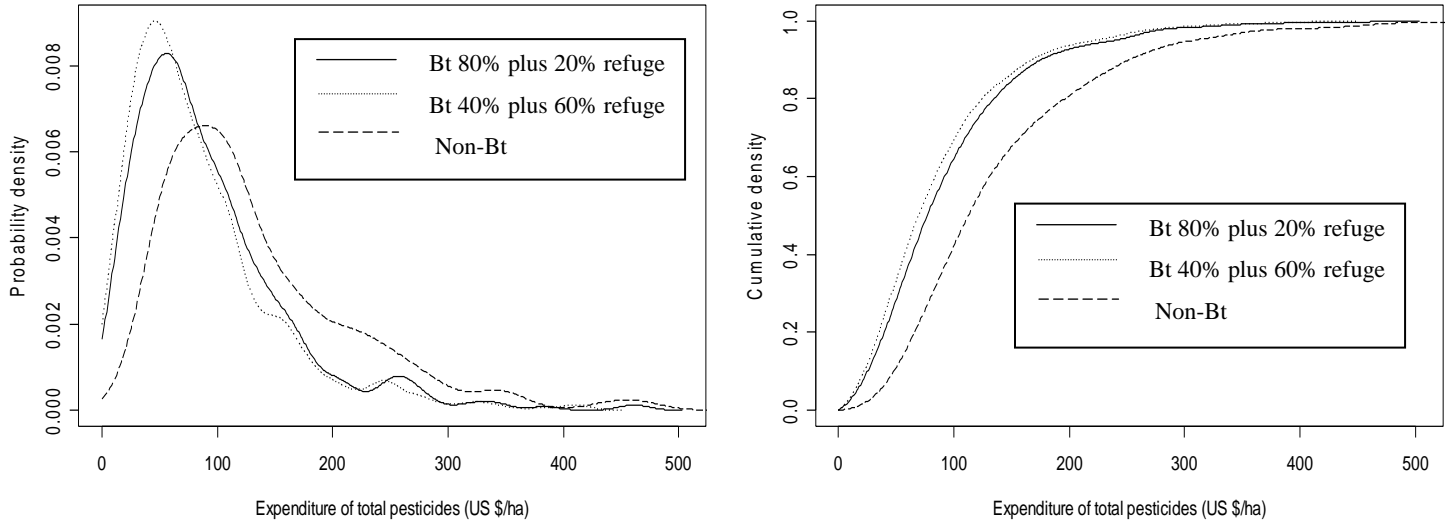 Probability density
0.000
0.002
0.004
0.006
0.008
Bt 80% plus 20% refuge
Bt 40% plus 60% refuge
Non-Bt
0 100 200 300 400 500
Expenditure of total pesticides (US $/ha)
Cumulative density
0.0
0.2
0.4
0.6
0.8
1.0
Bt 80% plus 20% refuge
Bt 40% plus 60% refuge
Non-Bt
0 100 200 300 400 500
Expenditure of total pesticides (US $/ha)